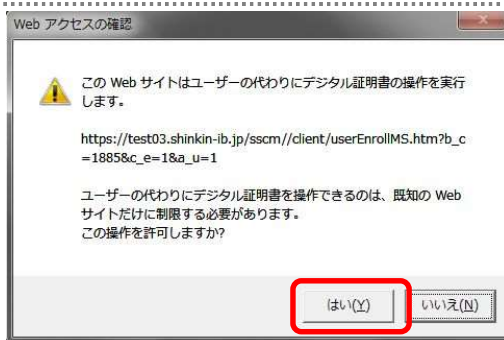 Web アクセスの確認
この Web サイトはユーザーの代わりにデジタル証明書の操作を実行
します。
https://test03.shinkin-ib.jp/sscm//client/userEnrollMS.htm?b_c
=1885&c_e=1&a_u=1
ユーザーの代わりにデジタル証明書を操作できるのは、既知の Web
サイトだけに制限する必要があります。
この操作を許可しますか?
はい(Y) いいえ(N)